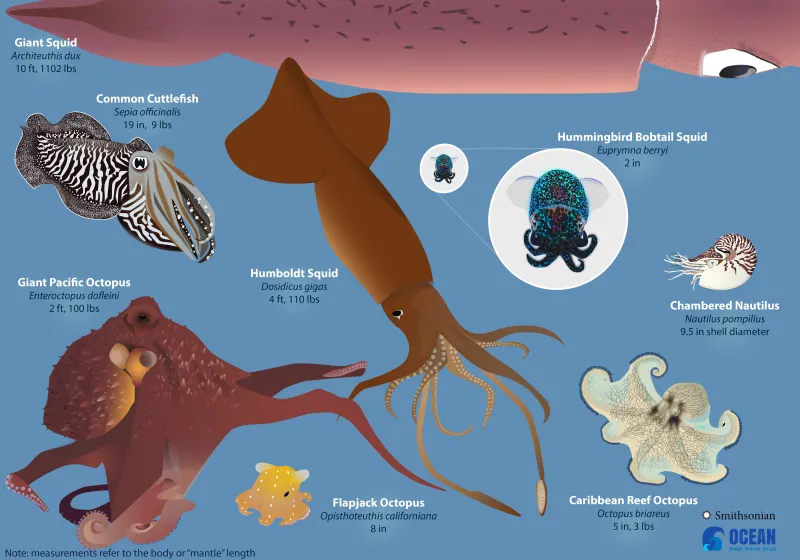 Giant Squid
Architeuthis dux
10 ft, 1102 lbs
Common Cuttlefish
Sepia officinalis
19 in, 9 lbs
Hummingbird Bobtail Squid
Euprymna berryi
2 in
Humboldt Squid
Dosidicus gigas
4 ft, 110 lbs
Giant Pacific Octopus
Enteroctopus dofleini
2 ft, 100 lbs
Chambered Nautilus
Nautilus pompilius
9.5 in shell diameter
Flapjack Octopus
Opisthoteuthis californiana
8 in
Caribbean Reef Octopus
Octopus briareus
5 in, 3 lbs
Smithsonian
OCEAN
FIND YOUR BLUE
Note: measurements refer to the body or "mantle" length